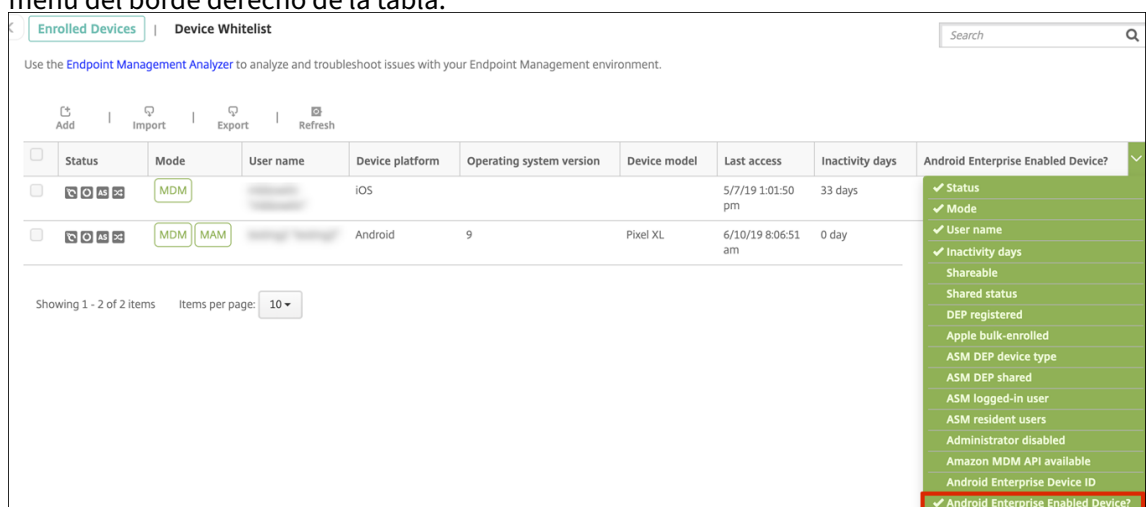 menú del borde derecho de la tabla.
Enrolled Devices | Device Whitelist
Search
Use the Endpoint Management Analyzer to analyze and troubleshoot issues with your Endpoint Management environment.
Add | Import | Export | Refresh
Status Mode User name Device platform Operating system version Device model Last access Inactivity days Android Enterprise Enabled Device?
AS MDM iOS 5/7/19 1:01:50 pm 33 days
AS MDM MAM Android 9 Pixel XL 6/10/19 8:06:51 am 0 day
Showing 1 - 2 of 2 items Items per page: 10
Status
Mode
User name
Inactivity days
Shareable
Shared status
DEP registered
Apple bulk-enrolled
ASM DEP device type
ASM DEP shared
ASM logged-in user
ASM resident users
Administrator disabled
Amazon MDM API available
Android Enterprise Device ID
Android Enterprise Enabled Device?